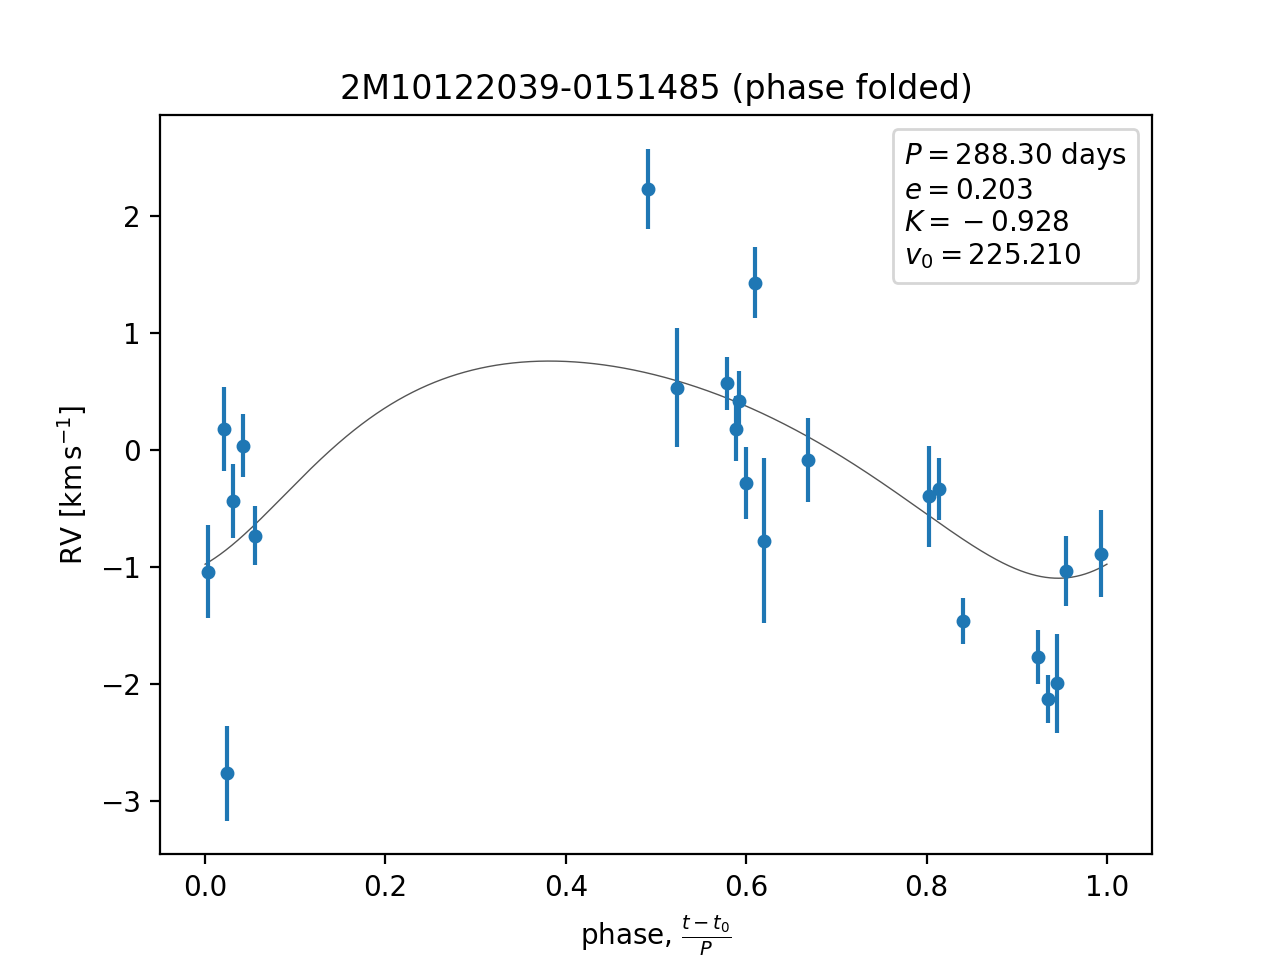 2M10122039-0151485 (phase folded)
P = 288.30 days
e = 0.203
K = −0.928
v₀ = 225.210
RV [km s⁻¹]
2
1
0
−1
−2
−3
0.0 0.2 0.4 0.6 0.8 1.0
phase, (t − t₀)/P